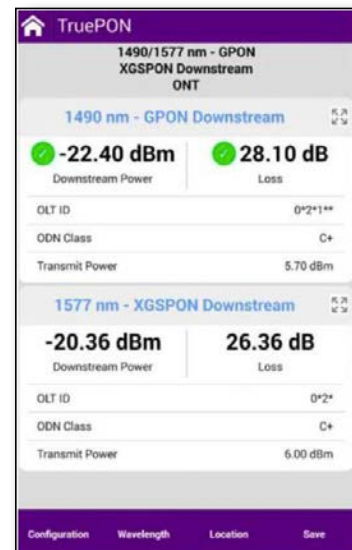 TruePON
1490/1577 nm - GPON
XGSPON Downstream
ONT
1490 nm - GPON Downstream
-22.40 dBm 28.10 dB
Downstream Power Loss
OLT ID 0*2*1**
ODN Class C+
Transmit Power 5.70 dBm
1577 nm - XGSPON Downstream
-20.36 dBm 26.36 dB
Downstream Power Loss
OLT ID 0*2*
ODN Class C+
Transmit Power 6.00 dBm
Configuration Wavelength Location Save